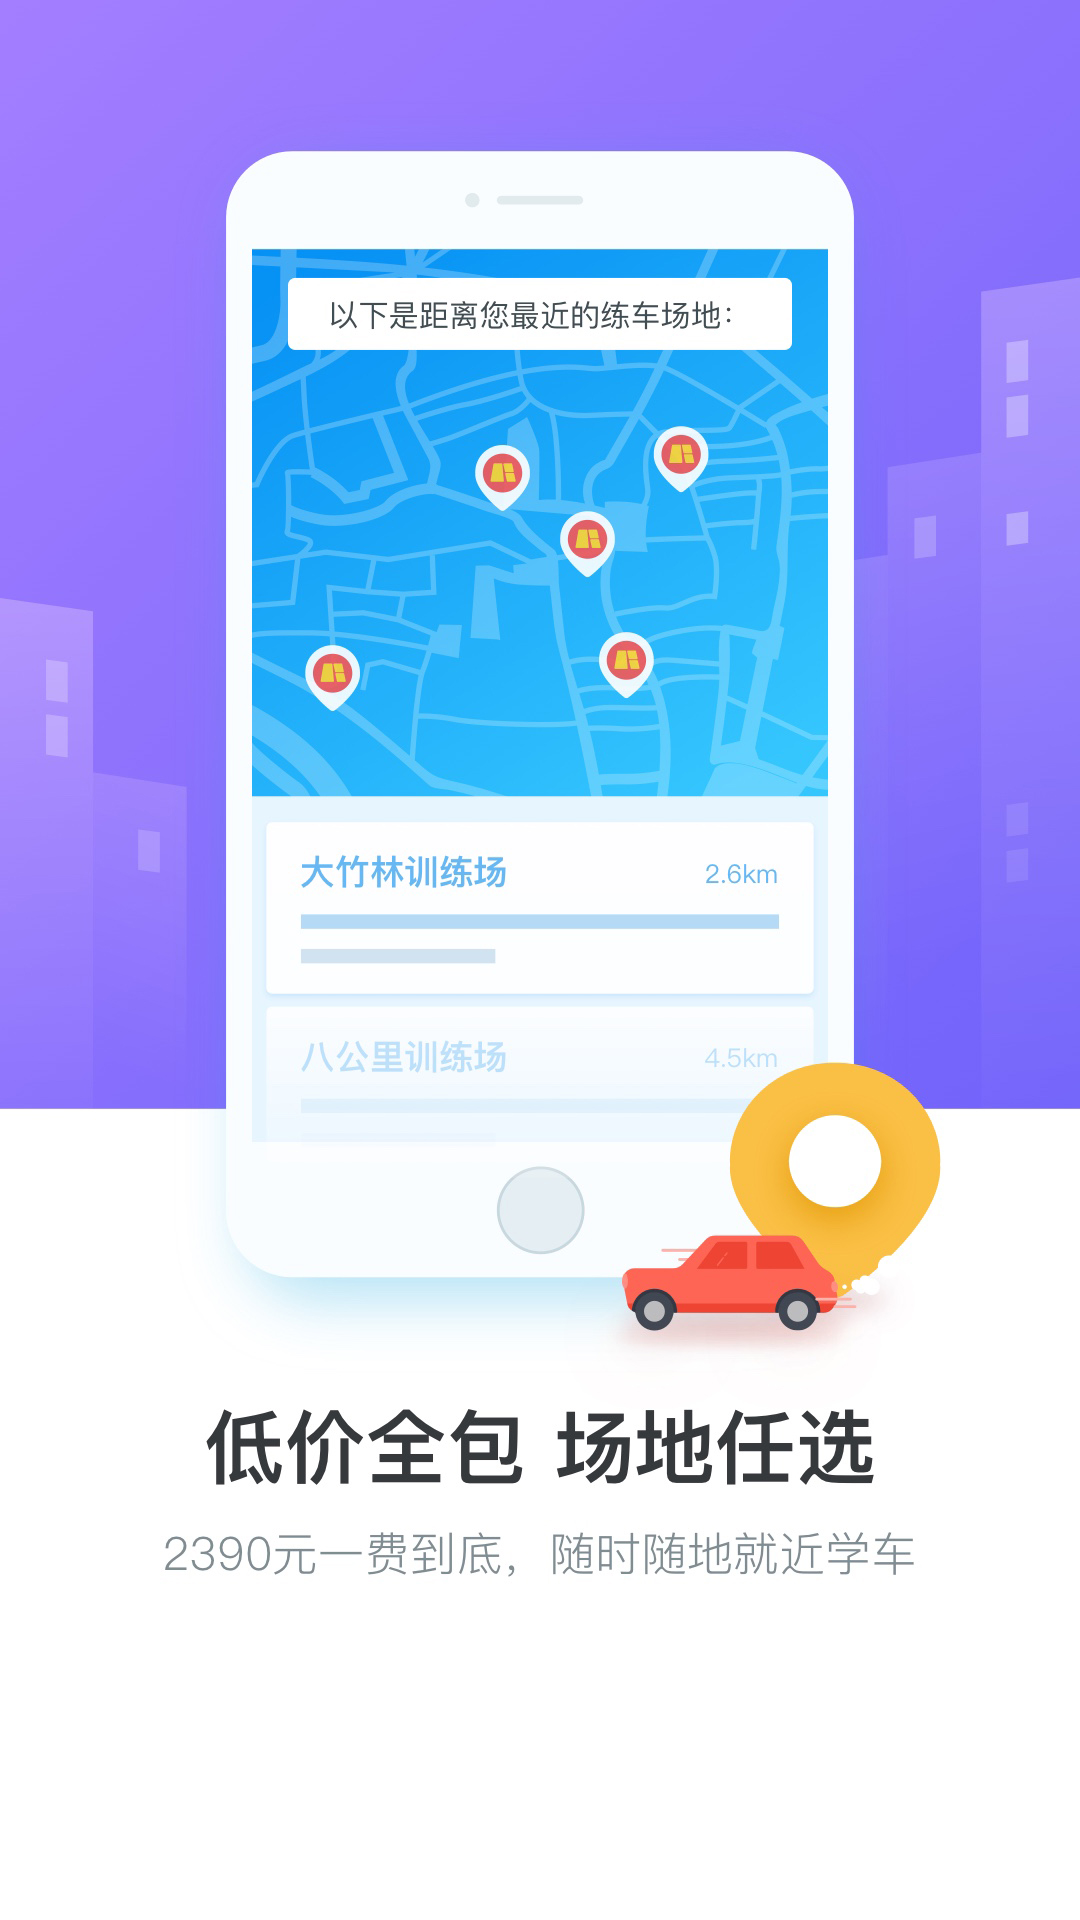 以下是距离您最近的练车场地：
大竹林训练场 2.6km
八公里训练场 4.5km
低价全包 场地任选
2390元一费到底，随时随地就近学车